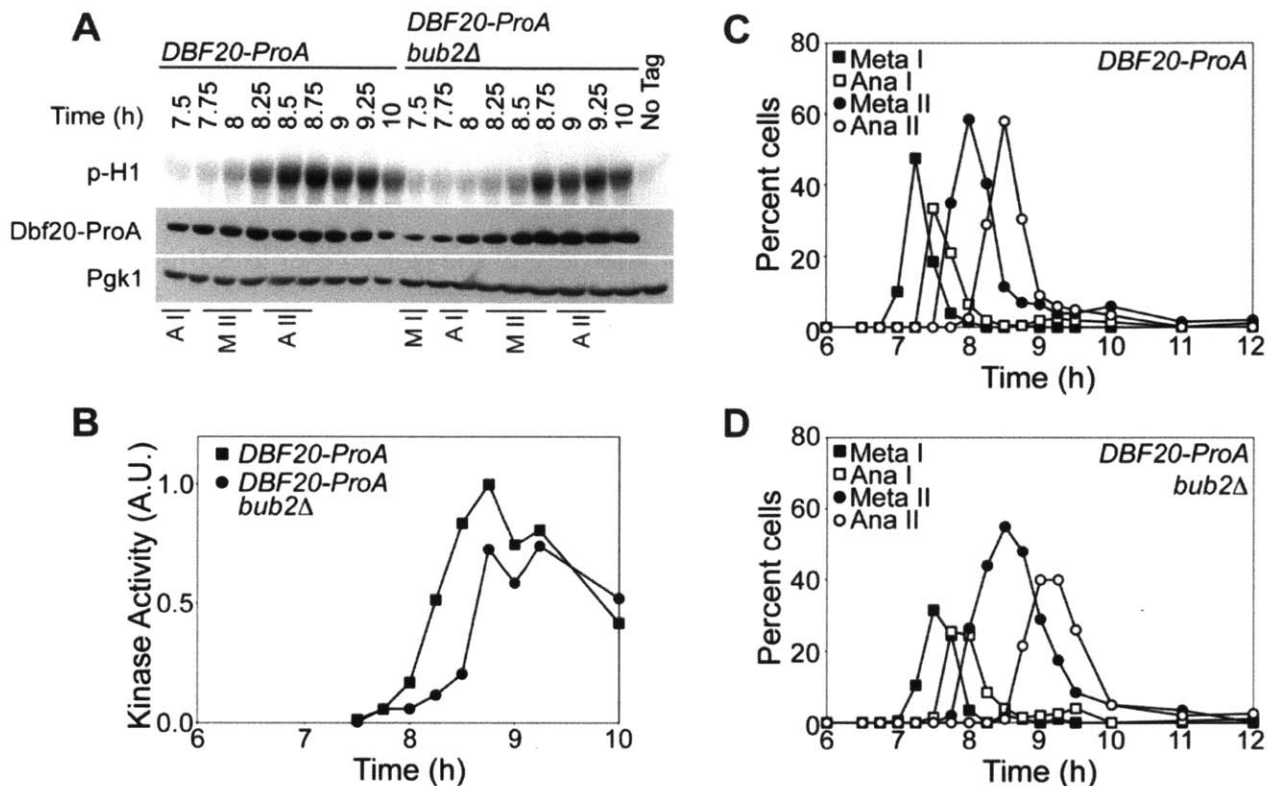 A
DBF20-ProA
DBF20-ProA
bub2Δ
Time (h)
7.5
7.75
8
8.25
8.5
8.75
9
9.25
10
7.5
7.75
8
8.25
8.5
8.75
9
9.25
10
No Tag
p-H1
Dbf20-ProA
Pgk1
A I
M II
A II
M I
A I
M II
A II
B
Kinase Activity (A.U.)
1.0
0.5
0.0
DBF20-ProA
DBF20-ProA
bub2Δ
6 7 8 9 10
Time (h)
C
Percent cells
80
60
40
20
0
Meta I
Ana I
Meta II
Ana II
DBF20-ProA
6 7 8 9 10 11 12
Time (h)
D
Percent cells
80
60
40
20
0
Meta I
Ana I
Meta II
Ana II
DBF20-ProA
bub2Δ
6 7 8 9 10 11 12
Time (h)